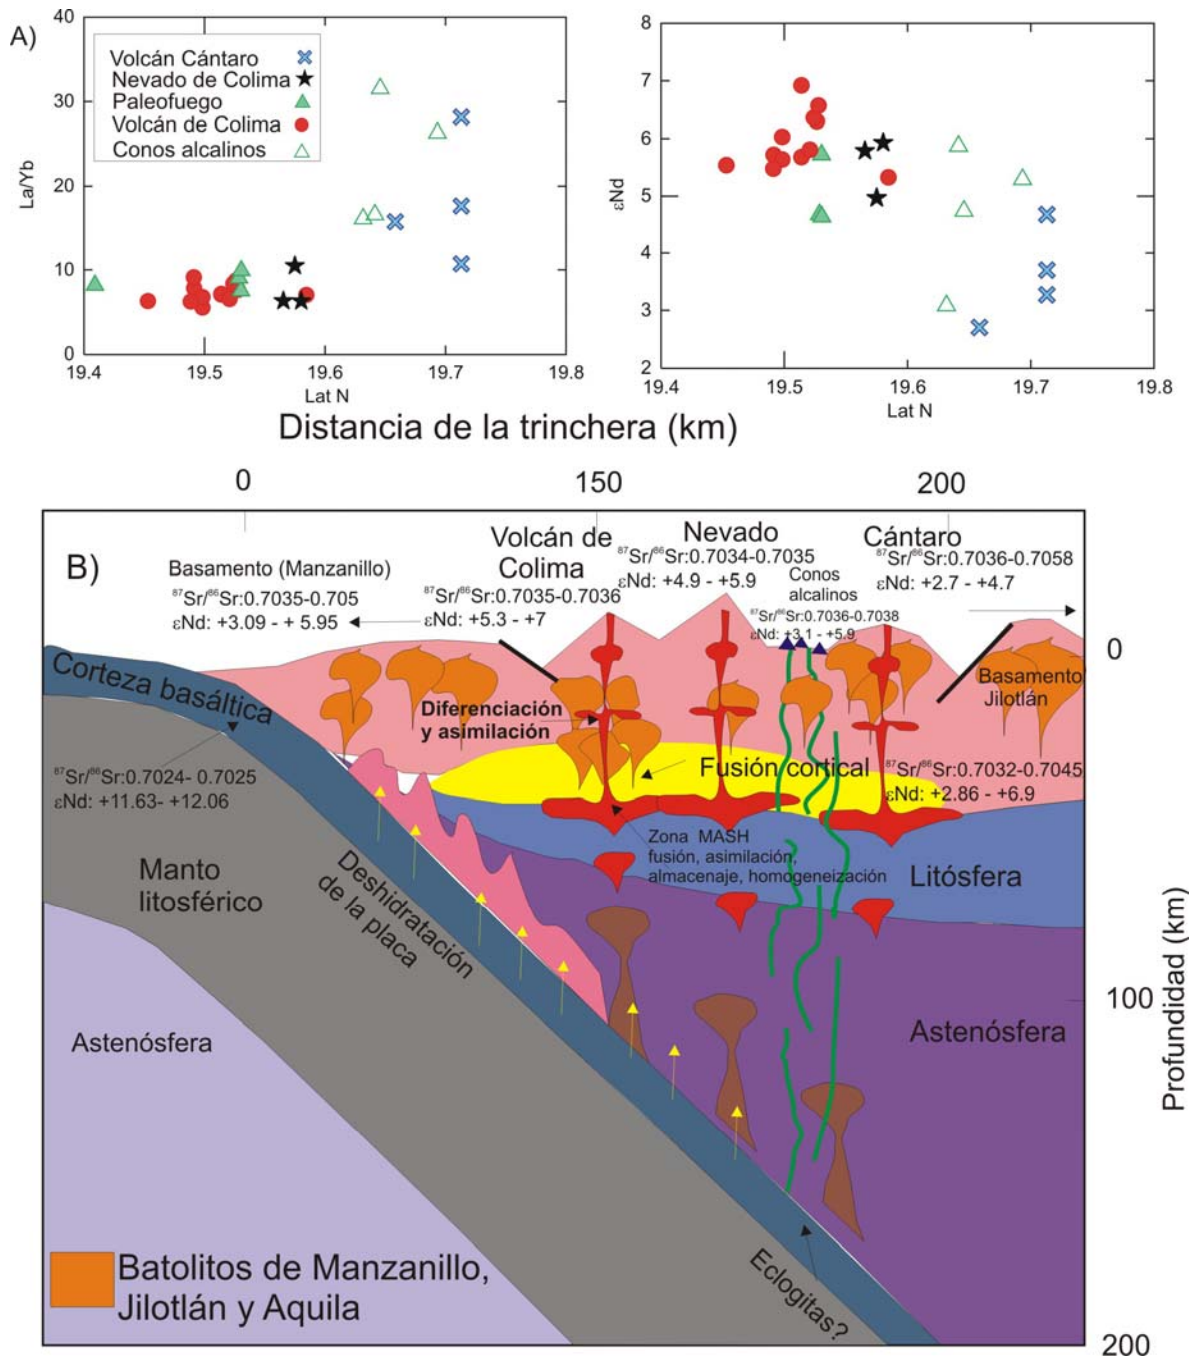 A)
40
30
20
10
0
La/Yb
19.4
19.5
19.6
19.7
19.8
Lat N
Volcán Cántaro
Nevado de Colima
Paleofuego
Volcán de Colima
Conos alcalinos
8
7
6
5
4
3
2
εNd
19.4
19.5
19.6
19.7
19.8
Lat N
Distancia de la trinchera (km)
0
150
200
B)
Basamento (Manzanillo)
⁸⁷Sr/⁸⁶Sr:0.7035-0.705
εNd: +3.09 - + 5.95
Volcán de
Colima
⁸⁷Sr/⁸⁶Sr:0.7035-0.7036
εNd: +5.3 - +7
Nevado
⁸⁷Sr/⁸⁶Sr:0.7034-0.7035
εNd: +4.9 - +5.9
Conos
alcalinos
⁸⁷Sr/⁸⁶Sr:0.7036-0.7038
εNd: +3.1 - +5.9
Cántaro
⁸⁷Sr/⁸⁶Sr:0.7036-0.7058
εNd: +2.7 - +4.7
0
Corteza basáltica
Basamento
Jilotlán
Diferenciación
y asimilación
Fusión cortical
⁸⁷Sr/⁸⁶Sr:0.7032-0.7045
εNd: +2.86 - +6.9
⁸⁷Sr/⁸⁶Sr:0.7024- 0.7025
εNd: +11.63- +12.06
Zona MASH
fusión, asimilación,
almacenaje, homogeneización
Litósfera
Manto
litosférico
Deshidratación
de la placa
100
Astenósfera
Astenósfera
Profundidad (km)
Batolitos de Manzanillo,
Jilotlán y Aquila
Eclogitas?
200